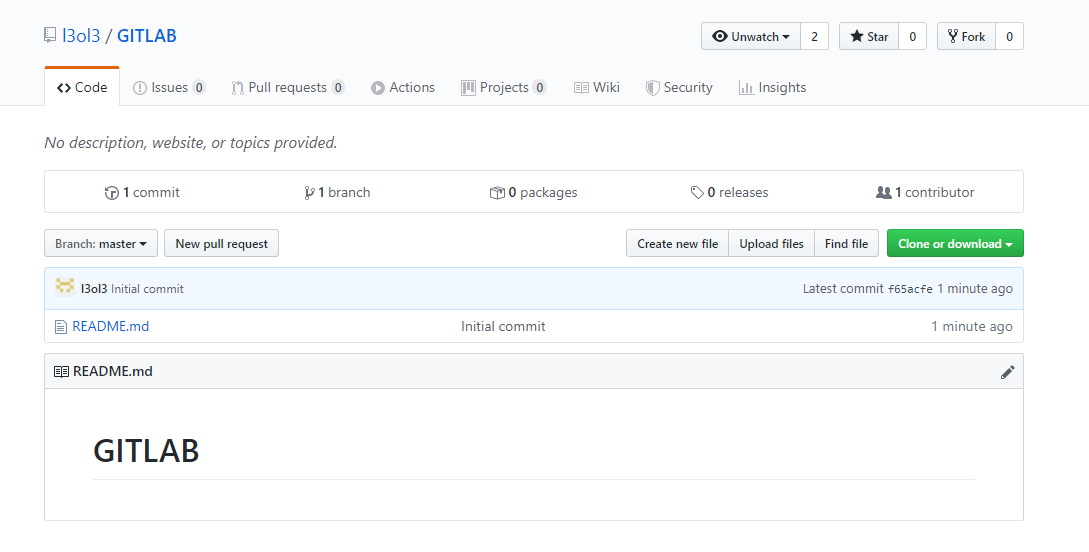 l3ol3 / GITLAB
Unwatch 2 Star 0 Fork 0
Code Issues 0 Pull requests 0 Actions Projects 0 Wiki Security Insights
No description, website, or topics provided.
1 commit 1 branch 0 packages 0 releases 1 contributor
Branch: master New pull request Create new file Upload files Find file Clone or download
l3ol3 Initial commit Latest commit f65acfe 1 minute ago
README.md Initial commit 1 minute ago
README.md
GITLAB